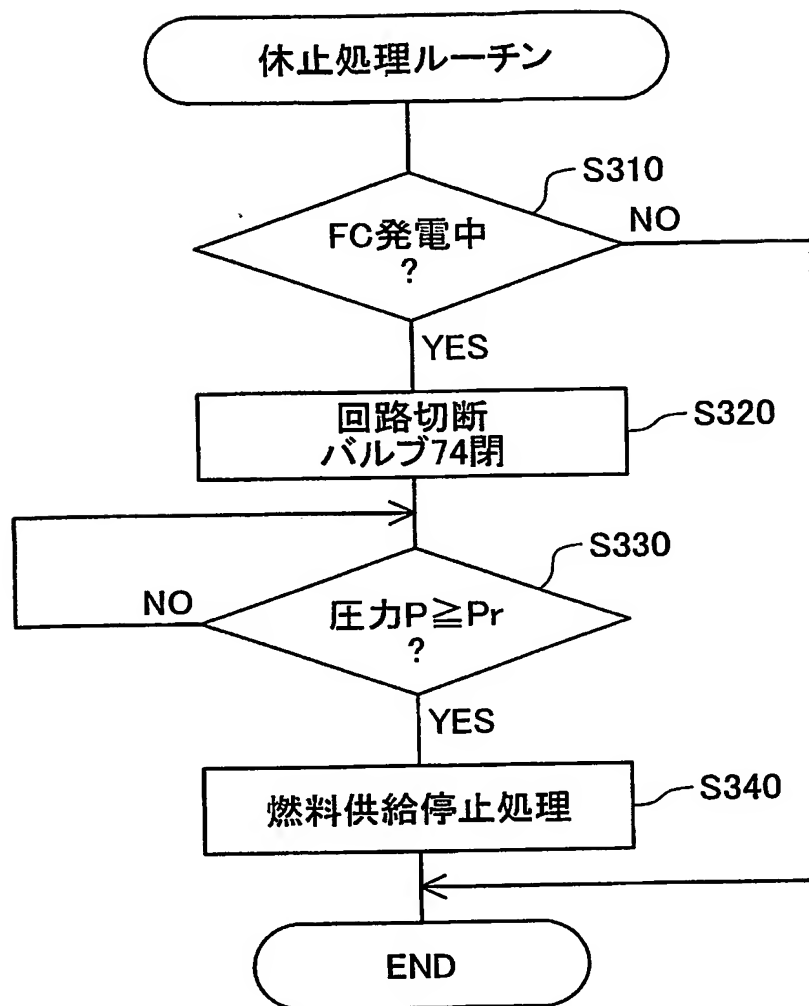 休止処理ルーチン
S310
FC発電中
?
NO
YES
回路切断
バルブ74閉
S320
S330
圧力P≧Pr
?
NO
YES
燃料供給停止処理
S340
END